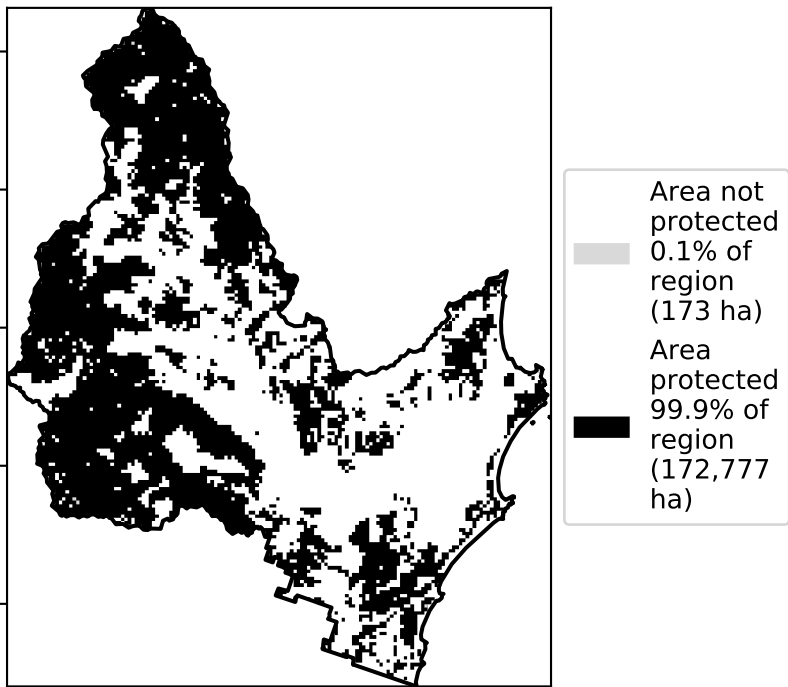 Area not
protected
0.1% of
region
(173 ha)
Area
protected
99.9% of
region
(172,777
ha)